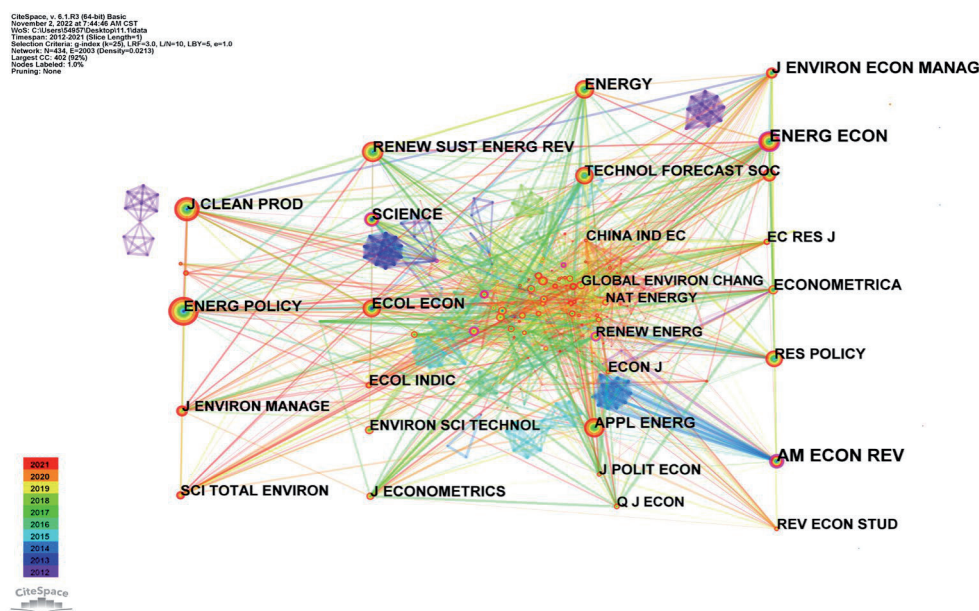 CiteSpace, v. 6.1.R3 (64-bit) Basic
November 2, 2022 at 7:44:46 AM CST
WoS: C:\Users\54957\Desktop\11.1\data
Timespan: 2012-2021 (Slice Length=1)
Selection Criteria: g-index (k=25), LRF=3.0, L/N=10, LBY=5, e=1.0
Network: N=434, E=2003 (Density=0.0213)
Largest CC: 402 (92%)
Nodes Labeled: 1.0%
Pruning: None
J ENVIRON ECON MANAG
ENERGY
ENERG ECON
RENEW SUST ENERG REV
TECHNOL FORECAST SOC
J CLEAN PROD
SCIENCE
CHINA IND EC
EC RES J
GLOBAL ENVIRON CHANG
ECONOMETRICA
NAT ENERGY
ENERG POLICY
ECOL ECON
RENEW ENERG
RES POLICY
ECON J
ECOL INDIC
J ENVIRON MANAGE
ENVIRON SCI TECHNOL
APPL ENERG
AM ECON REV
J POLIT ECON
SCI TOTAL ENVIRON
J ECONOMETRICS
Q J ECON
REV ECON STUD
2021
2020
2019
2018
2017
2016
2015
2014
2013
2012
CiteSpace